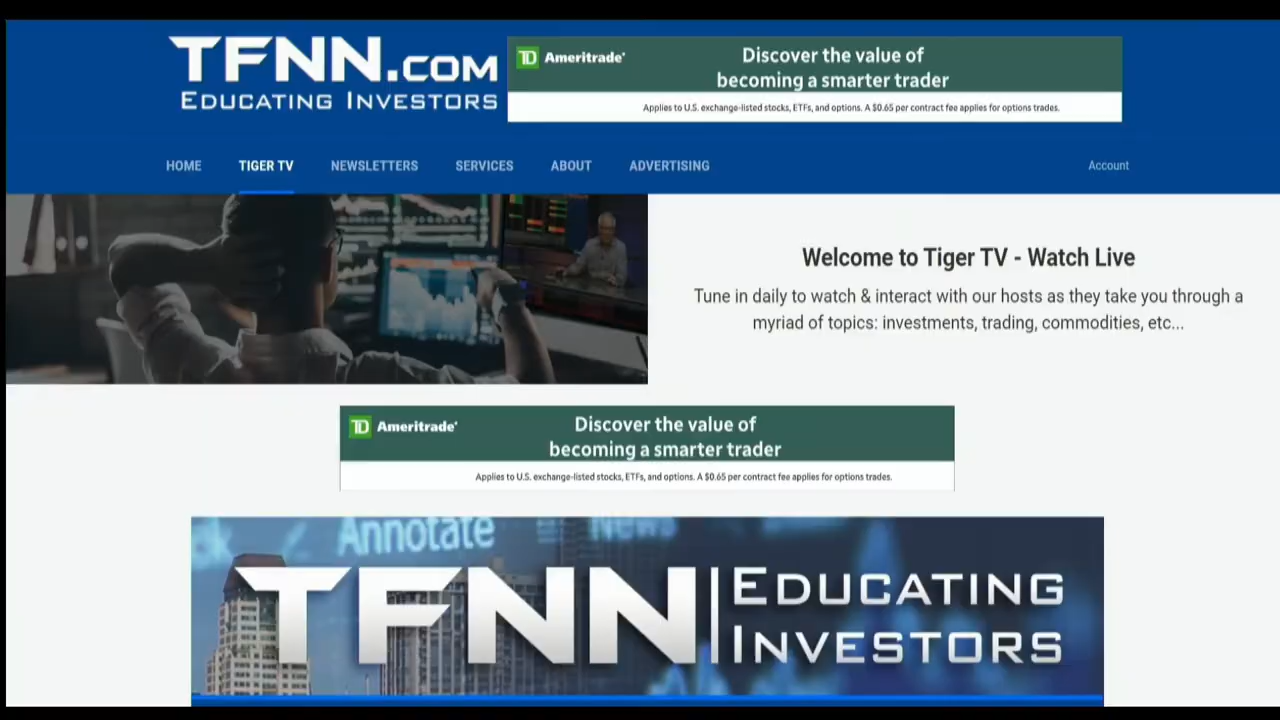 TFNN.COM
EDUCATING INVESTORS
TD Ameritrade
Discover the value of
becoming a smarter trader
Applies to U.S. exchange-listed stocks, ETFs, and options. A $0.65 per contract fee applies for options trades.
HOME TIGER TV NEWSLETTERS SERVICES ABOUT ADVERTISING Account
Welcome to Tiger TV - Watch Live
Tune in daily to watch & interact with our hosts as they take you through a
myriad of topics: investments, trading, commodities, etc...
TD Ameritrade
Discover the value of
becoming a smarter trader
Applies to U.S. exchange-listed stocks, ETFs, and options. A $0.65 per contract fee applies for options trades.
Annotate News
TFNN EDUCATING
INVESTORS